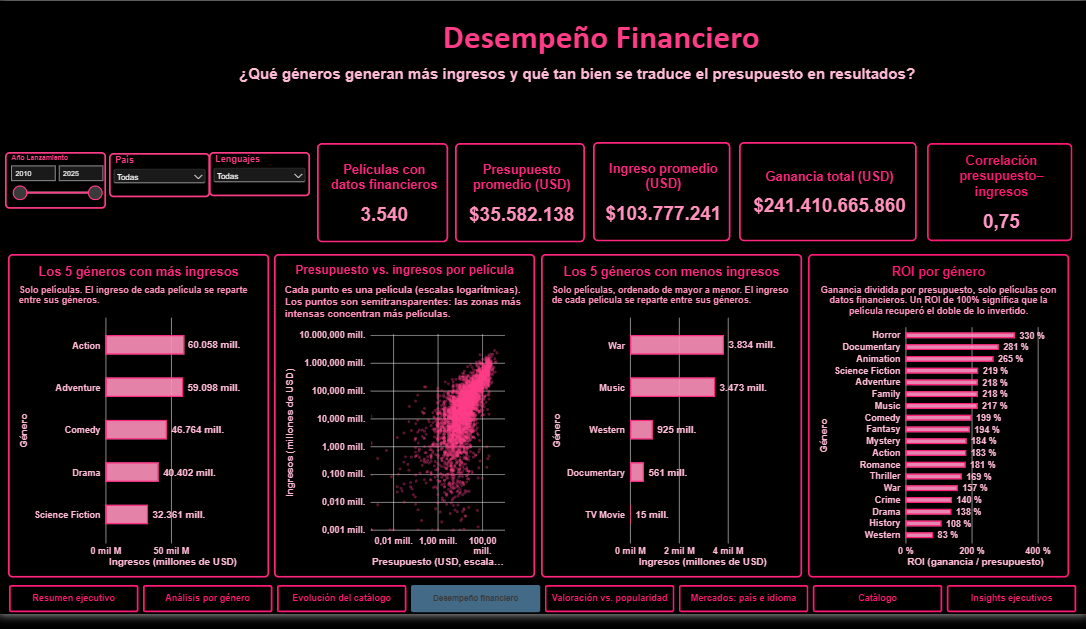 Desempeño Financiero
¿Qué géneros generan más ingresos y qué tan bien se traduce el presupuesto en resultados?
Año Lanzamiento
2010
2025
País
Todas
Lenguajes
Todas
Películas con
datos financieros
3.540
Presupuesto
promedio (USD)
$35.582.138
Ingreso promedio
(USD)
$103.777.241
Ganancia total (USD)
$241.410.665.860
Correlación
presupuesto–
ingresos
0,75
Los 5 géneros con más ingresos
Solo películas. El ingreso de cada película se reparte
entre sus géneros.
Género
Action
60.058 mill.
Adventure
59.098 mill.
Comedy
46.764 mill.
Drama
40.402 mill.
Science Fiction
32.361 mill.
0 mil M
50 mil M
Ingresos (millones de USD)
Presupuesto vs. ingresos por película
Cada punto es una película (escalas logarítmicas).
Los puntos son semitransparentes: las zonas más
intensas concentran más películas.
Ingresos (millones de USD)
10.000,000 mill.
1.000,000 mill.
100,000 mill.
10,000 mill.
1,000 mill.
0,100 mill.
0,010 mill.
0,001 mill.
0,01 mill.
1,00 mill.
100,00
mill.
Presupuesto (USD, escala…
Los 5 géneros con menos ingresos
Solo películas, ordenado de mayor a menor. El ingreso
de cada película se reparte entre sus géneros.
Género
War
3.834 mill.
Music
3.473 mill.
Western
925 mill.
Documentary
561 mill.
TV Movie
15 mill.
0 mil M
2 mil M
4 mil M
Ingresos (millones de USD)
ROI por género
Ganancia dividida por presupuesto, solo películas con
datos financieros. Un ROI de 100% significa que la
película recuperó el doble de lo invertido.
Género
Horror
330 %
Documentary
281 %
Animation
265 %
Science Fiction
219 %
Adventure
218 %
Family
218 %
Music
217 %
Comedy
199 %
Fantasy
194 %
Mystery
184 %
Action
183 %
Romance
181 %
Thriller
169 %
War
157 %
Crime
140 %
Drama
138 %
History
108 %
Western
83 %
0 %
200 %
400 %
ROI (ganancia / presupuesto)
Resumen ejecutivo
Análisis por género
Evolución del catálogo
Desempeño financiero
Valoración vs. popularidad
Mercados: país e idioma
Catálogo
Insights ejecutivos